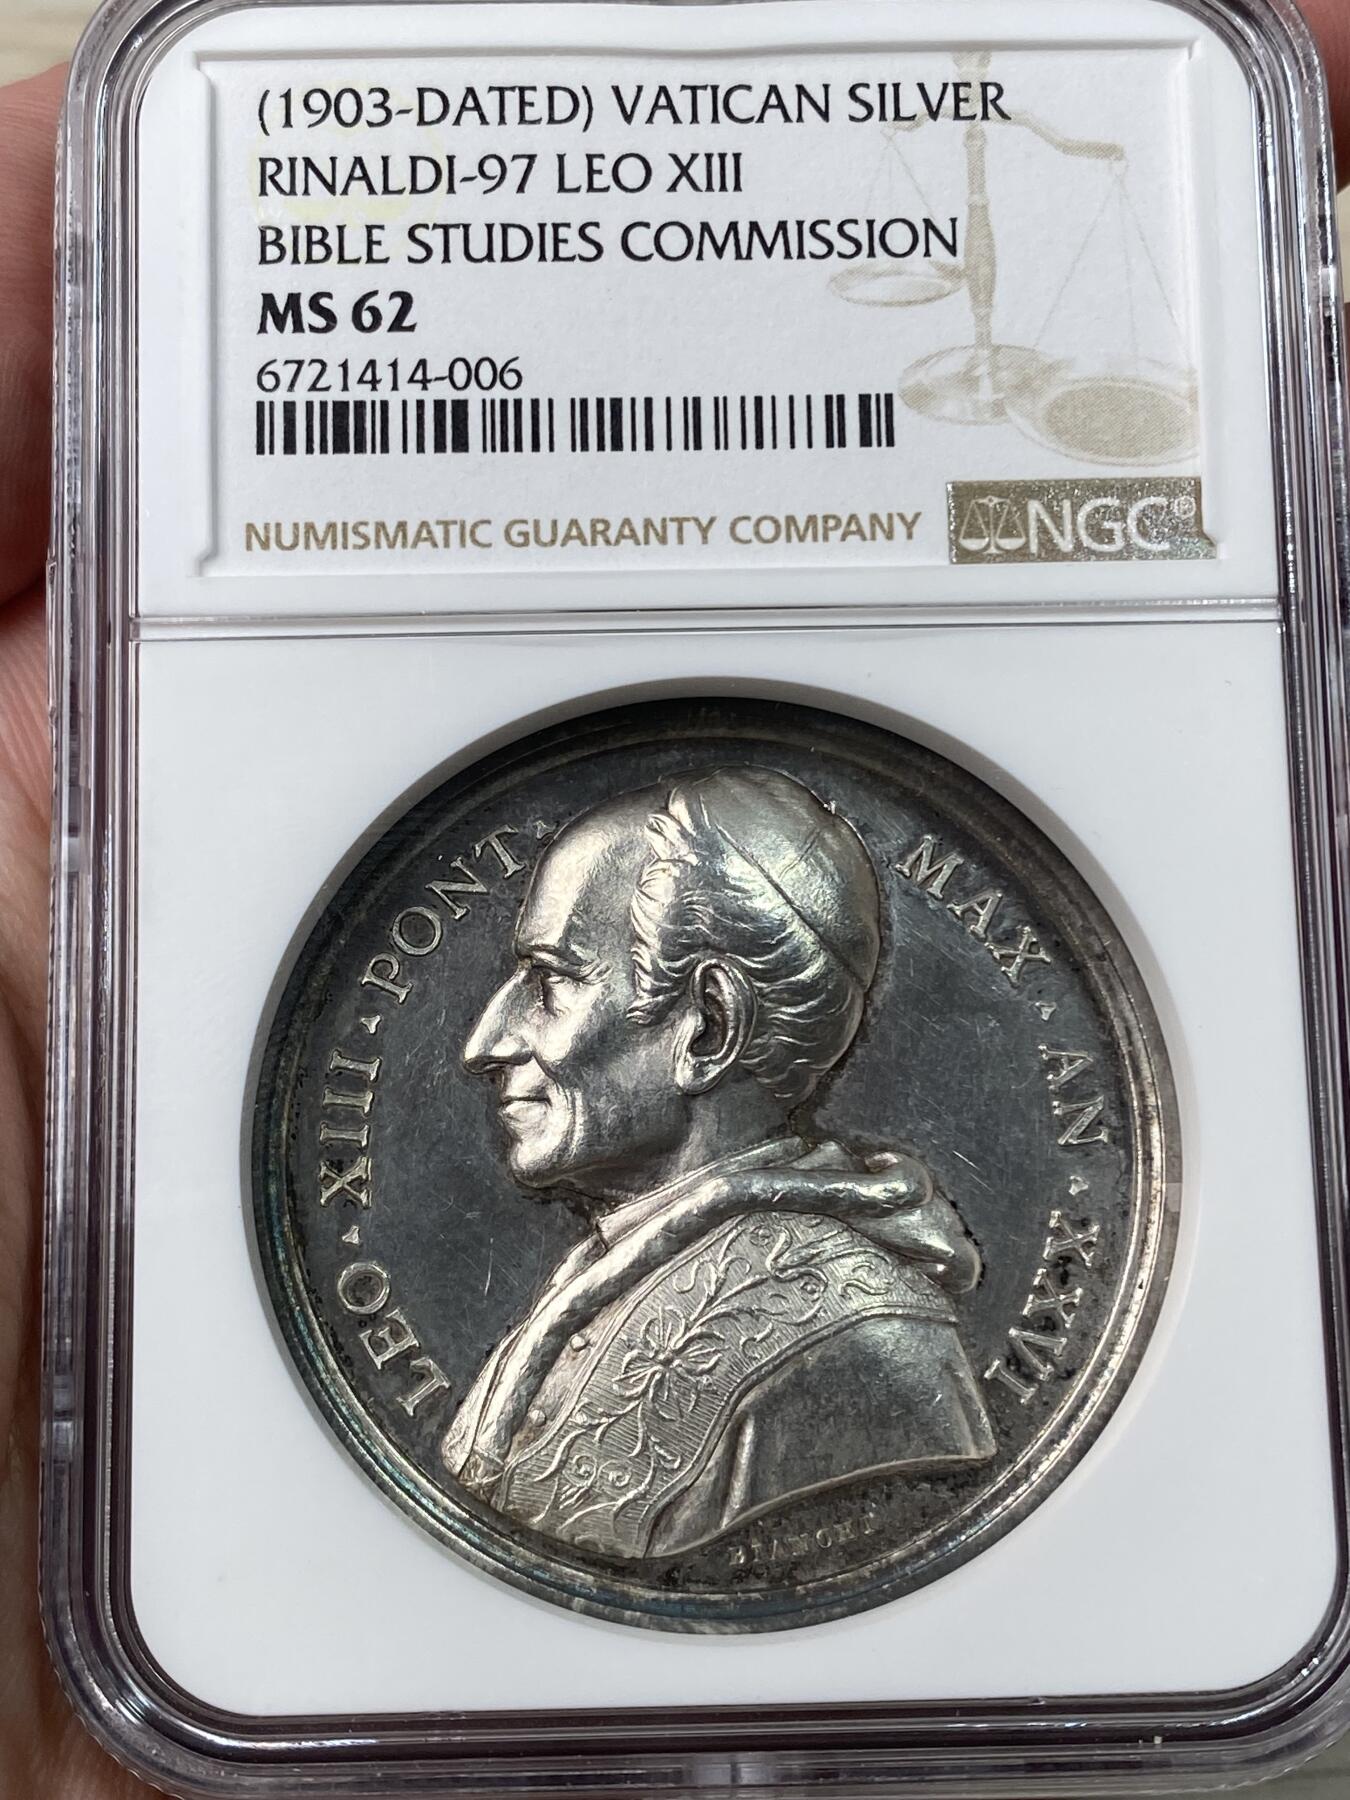 (1903-DATED) VATICAN SILVER
RINALDI-97 LEO XIII
BIBLE STUDIES COMMISSION
MS 62
6721414-006
NUMISMATIC GUARANTY COMPANY
NGC®
LEO · XIII · PONT · MAX · AN · XXVI
BIANCHI